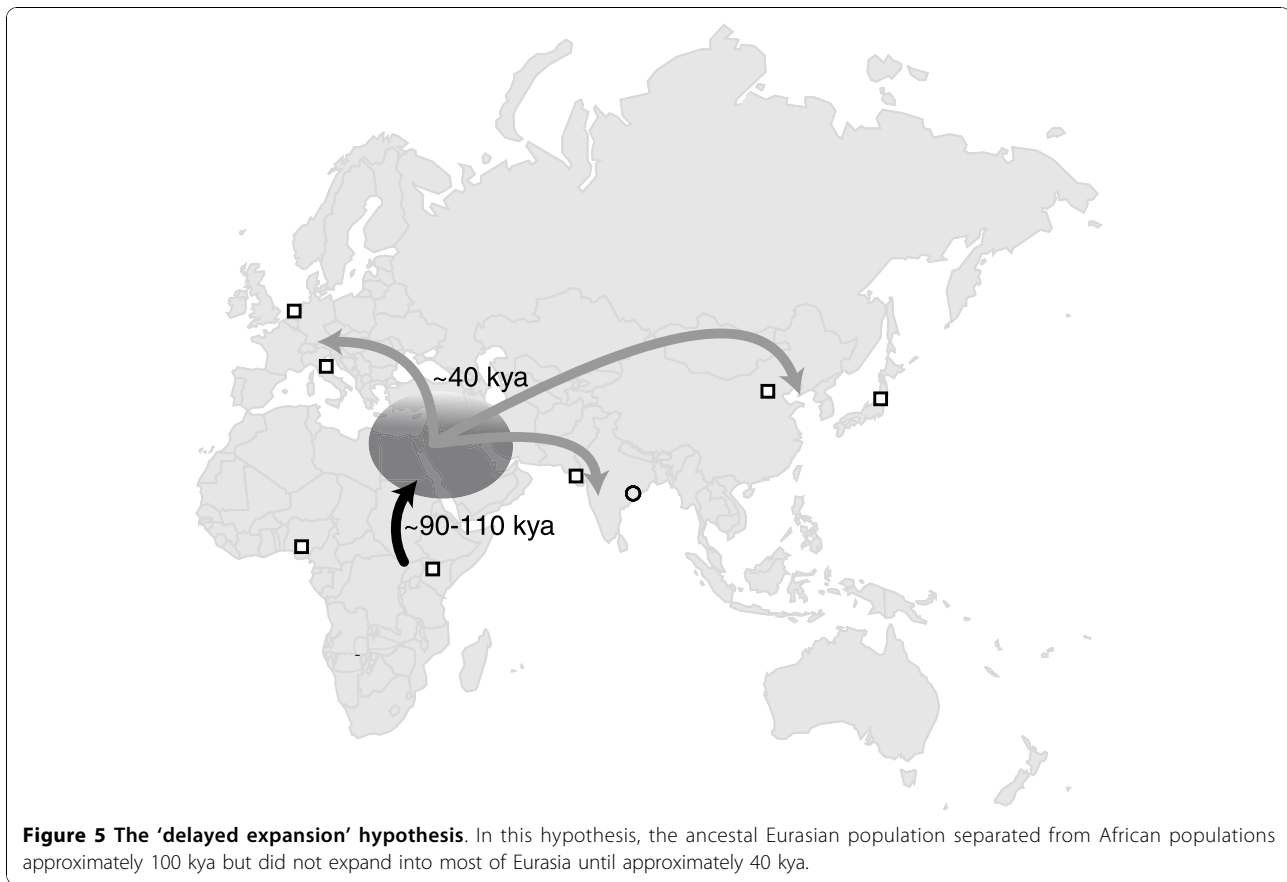 ~40 kya
~90-110 kya
Figure 5 The ‘delayed expansion’ hypothesis. In this hypothesis, the ancestral Eurasian population separated from African populations
approximately 100 kya but did not expand into most of Eurasia until approximately 40 kya.